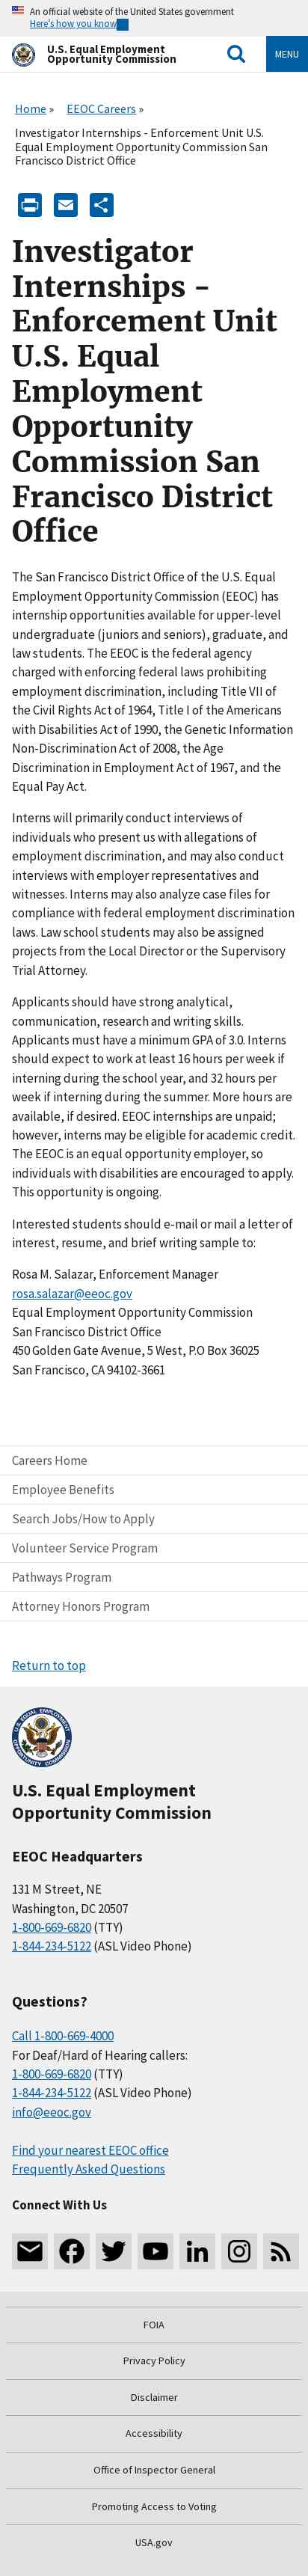 An official website of the United States government
Here's how you know
U.S. Equal Employment
Opportunity Commission
MENU
Home » EEOC Careers »
Investigator Internships - Enforcement Unit U.S.
Equal Employment Opportunity Commission San
Francisco District Office
Investigator
Internships -
Enforcement Unit
U.S. Equal
Employment
Opportunity
Commission San
Francisco District
Office
The San Francisco District Office of the U.S. Equal
Employment Opportunity Commission (EEOC) has
internship opportunities available for upper-level
undergraduate (juniors and seniors), graduate, and
law students. The EEOC is the federal agency
charged with enforcing federal laws prohibiting
employment discrimination, including Title VII of
the Civil Rights Act of 1964, Title I of the Americans
with Disabilities Act of 1990, the Genetic Information
Non-Discrimination Act of 2008, the Age
Discrimination in Employment Act of 1967, and the
Equal Pay Act.
Interns will primarily conduct interviews of
individuals who present us with allegations of
employment discrimination, and may also conduct
interviews with employer representatives and
witnesses. Interns may also analyze case files for
compliance with federal employment discrimination
laws. Law school students may also be assigned
projects from the Local Director or the Supervisory
Trial Attorney.
Applicants should have strong analytical,
communication, research and writing skills.
Applicants must have a minimum GPA of 3.0. Interns
should expect to work at least 16 hours per week if
interning during the school year, and 32 hours per
week if interning during the summer. More hours are
available, if desired. EEOC internships are unpaid;
however, interns may be eligible for academic credit.
The EEOC is an equal opportunity employer, so
individuals with disabilities are encouraged to apply.
This opportunity is ongoing.
Interested students should e-mail or mail a letter of
interest, resume, and brief writing sample to:
Rosa M. Salazar, Enforcement Manager
rosa.salazar@eeoc.gov
Equal Employment Opportunity Commission
San Francisco District Office
450 Golden Gate Avenue, 5 West, P.O Box 36025
San Francisco, CA 94102-3661
Careers Home
Employee Benefits
Search Jobs/How to Apply
Volunteer Service Program
Pathways Program
Attorney Honors Program
Return to top
U.S. Equal Employment
Opportunity Commission
EEOC Headquarters
131 M Street, NE
Washington, DC 20507
1-800-669-6820 (TTY)
1-844-234-5122 (ASL Video Phone)
Questions?
Call 1-800-669-4000
For Deaf/Hard of Hearing callers:
1-800-669-6820 (TTY)
1-844-234-5122 (ASL Video Phone)
info@eeoc.gov
Find your nearest EEOC office
Frequently Asked Questions
Connect With Us
FOIA
Privacy Policy
Disclaimer
Accessibility
Office of Inspector General
Promoting Access to Voting
USA.gov